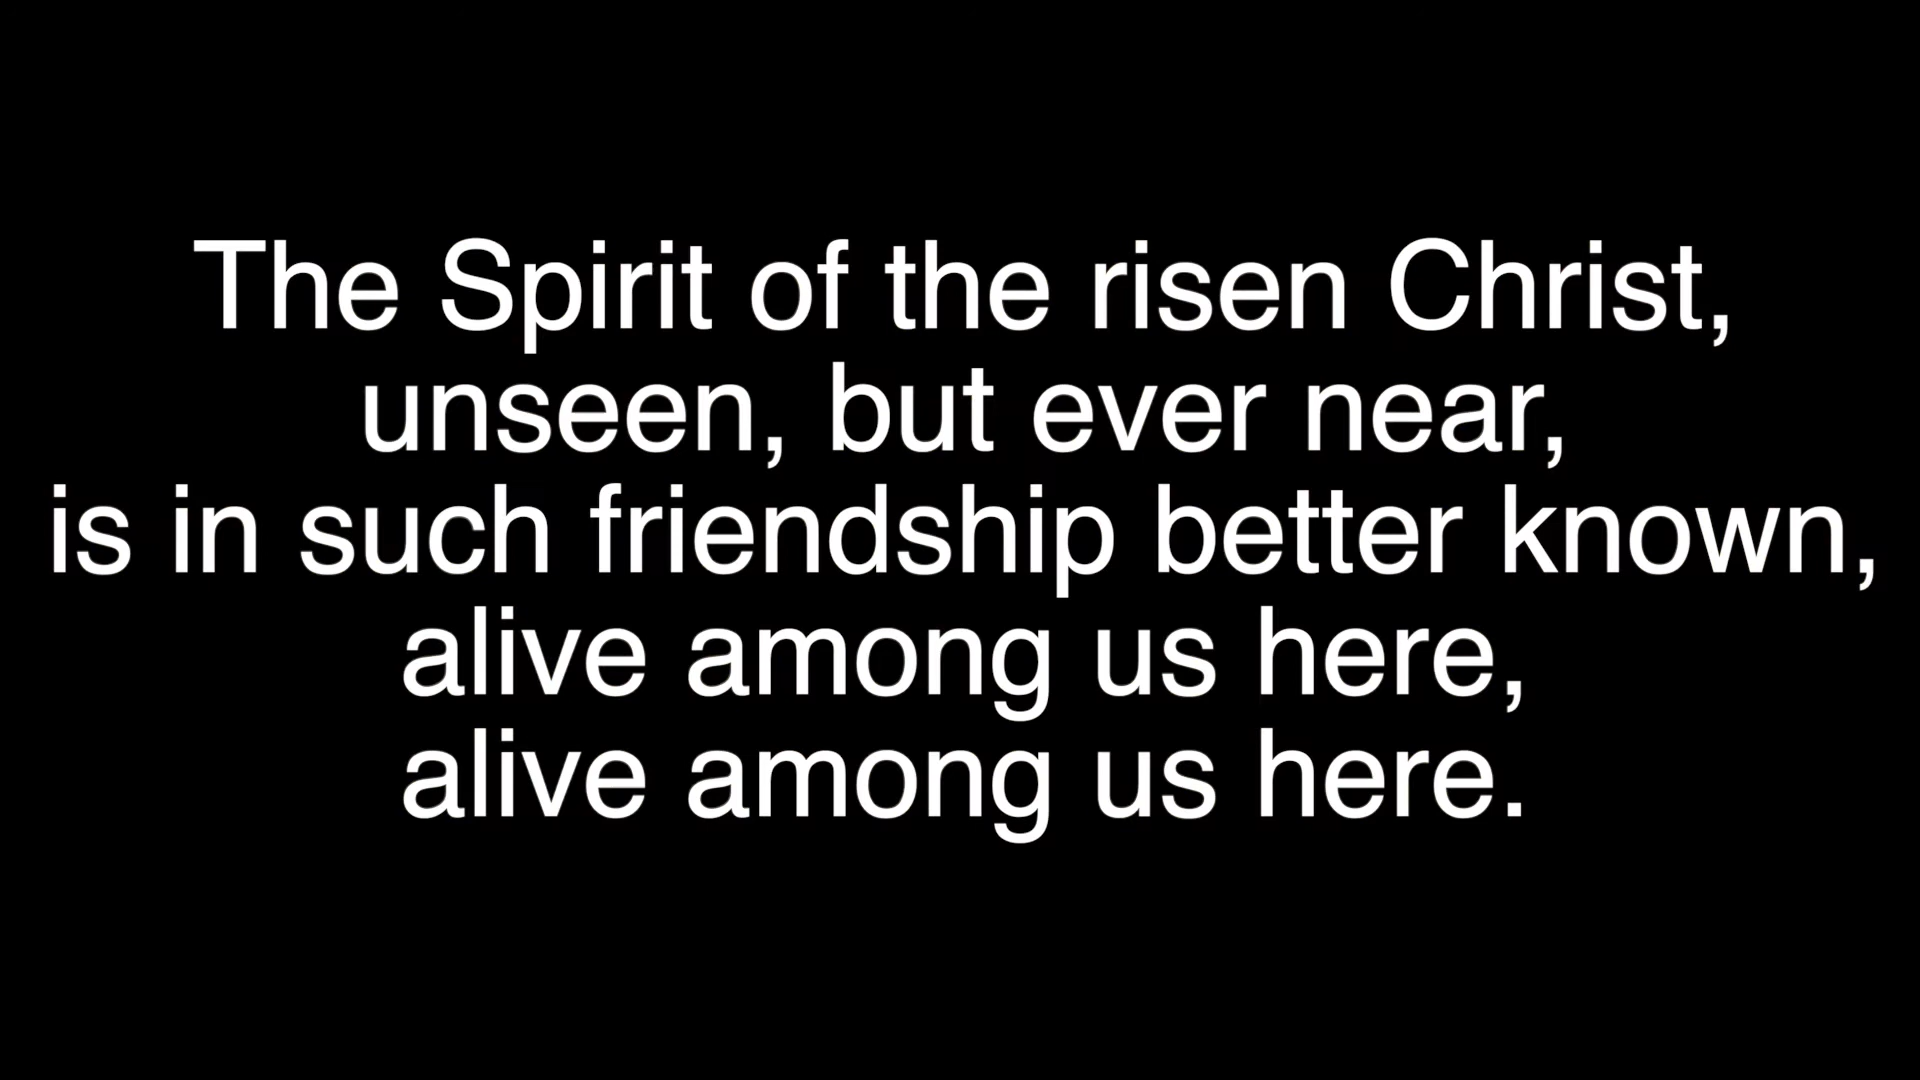 The Spirit of the risen Christ,
unseen, but ever near,
is in such friendship better known,
alive among us here,
alive among us here.